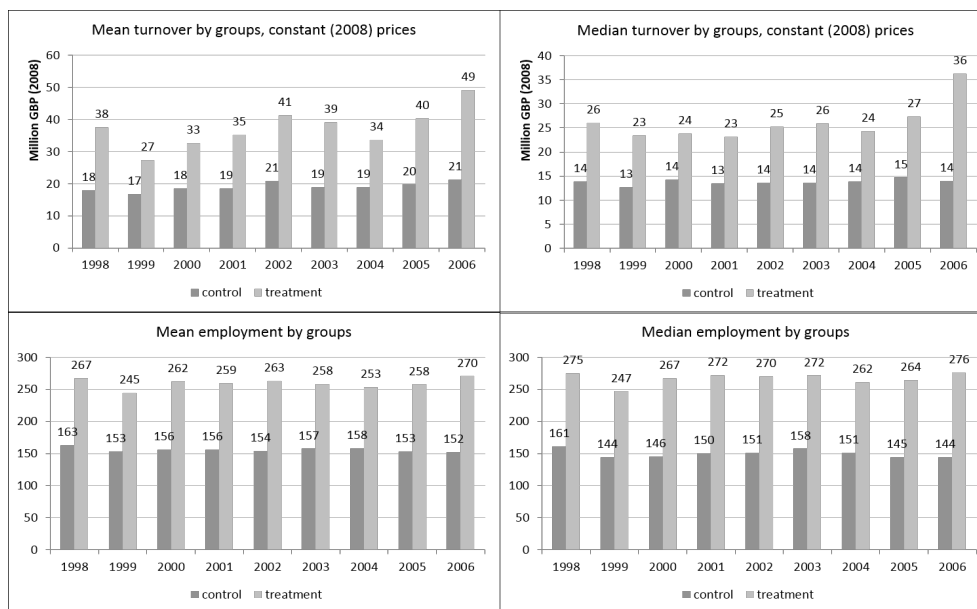 Mean turnover by groups, constant (2008) prices
Million GBP (2008)
60
50
40
30
20
10
0
38 27 33 35 41 39 34 40 49
18 17 18 19 21 19 19 20 21
1998 1999 2000 2001 2002 2003 2004 2005 2006
control treatment
Median turnover by groups, constant (2008) prices
Million GBP (2008)
40
35
30
25
20
15
10
5
0
26 23 24 23 25 26 24 27 36
14 13 14 13 14 14 14 15 14
1998 1999 2000 2001 2002 2003 2004 2005 2006
control treatment
Mean employment by groups
300
250
200
150
100
50
0
267 245 262 259 263 258 253 258 270
163 153 156 156 154 157 158 153 152
1998 1999 2000 2001 2002 2003 2004 2005 2006
control treatment
Median employment by groups
300
250
200
150
100
50
0
275 247 267 272 270 272 262 264 276
161 144 146 150 151 158 151 145 144
1998 1999 2000 2001 2002 2003 2004 2005 2006
control treatment